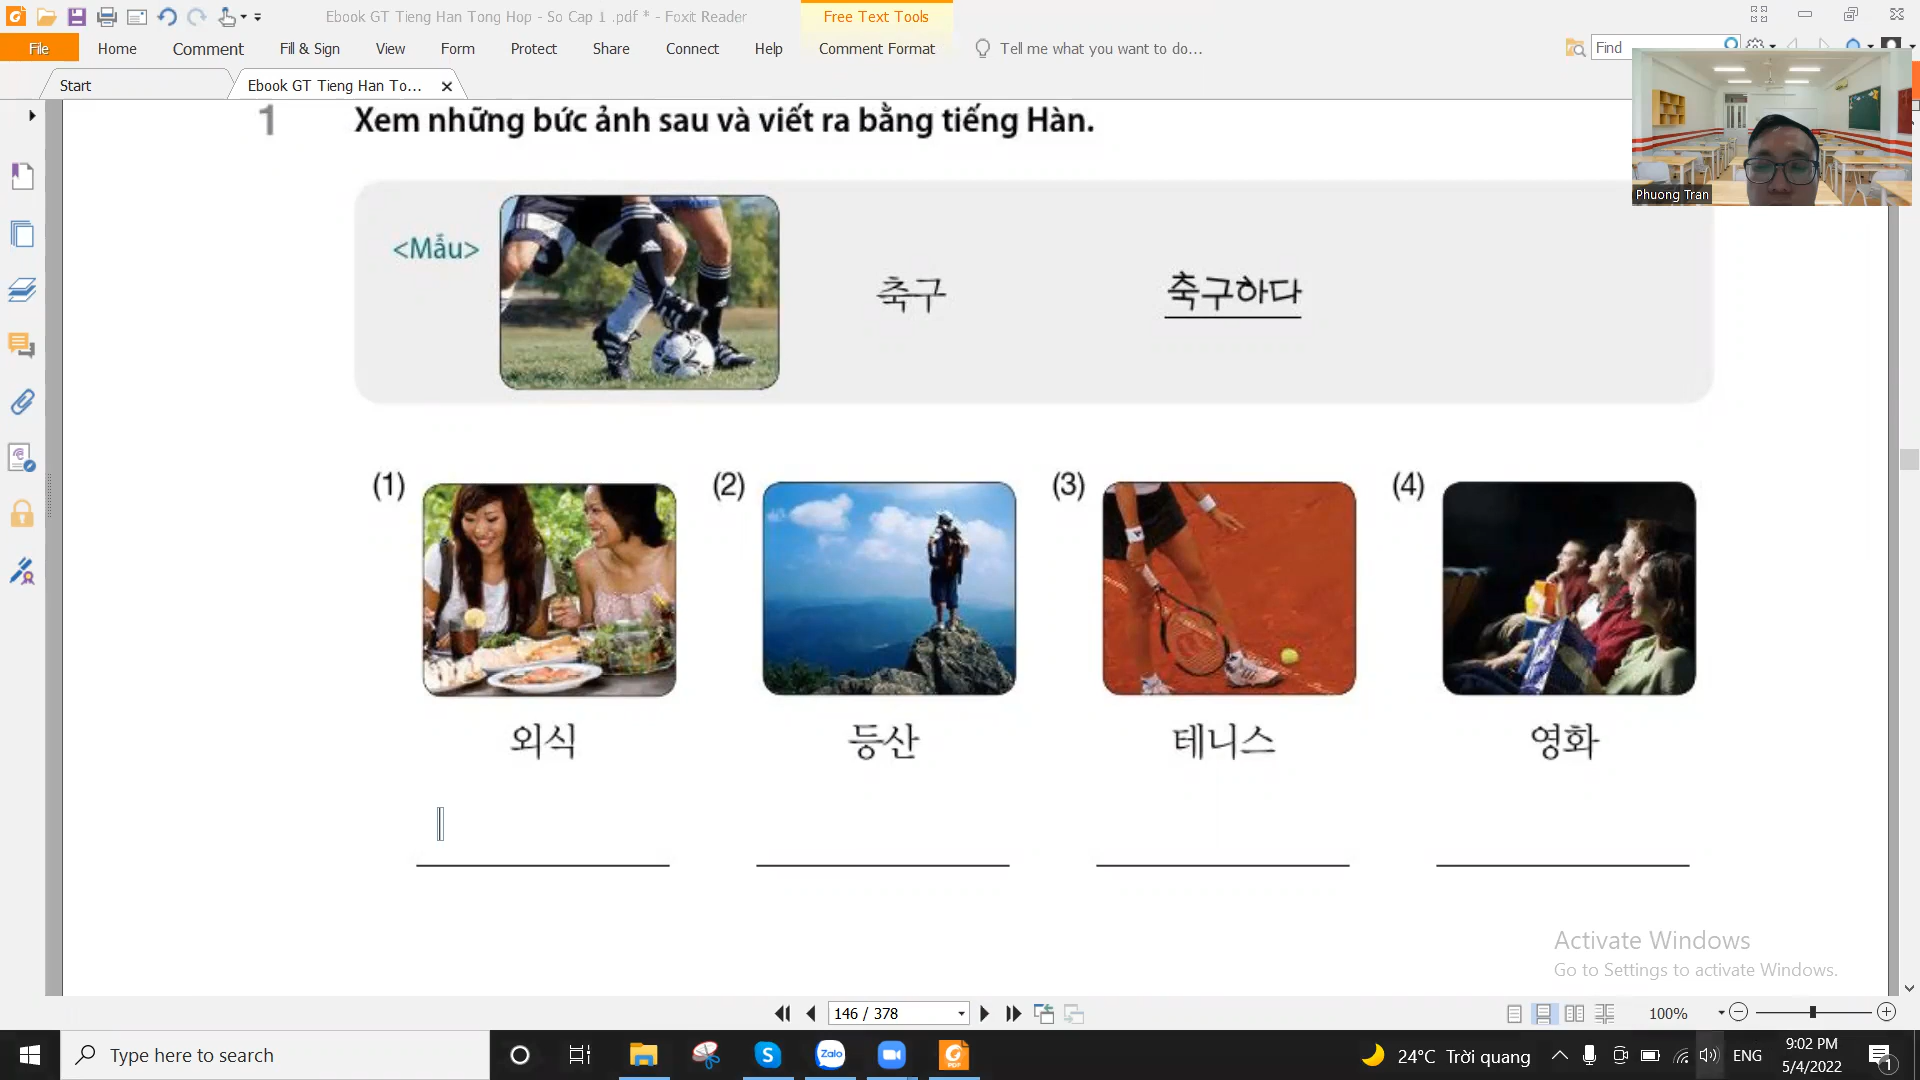 Ebook GT Tieng Han Tong Hop - So Cap 1 .pdf * - Foxit Reader
Free Text Tools
File
Home
Comment
Fill & Sign
View
Form
Protect
Share
Connect
Help
Comment Format
Tell me what you want to do...
Find
Start
Ebook GT Tieng Han To...
Phuong Tran
1 Xem những bức ảnh sau và viết ra bằng tiếng Hàn.
<Mẫu>
축구
축구하다
(1)
(2)
(3)
(4)
외식
등산
테니스
영화
Activate Windows
Go to Settings to activate Windows.
146 / 378
100%
Type here to search
Zalo
PDF
24°C Trời quang
ENG
9:02 PM
5/4/2022
1